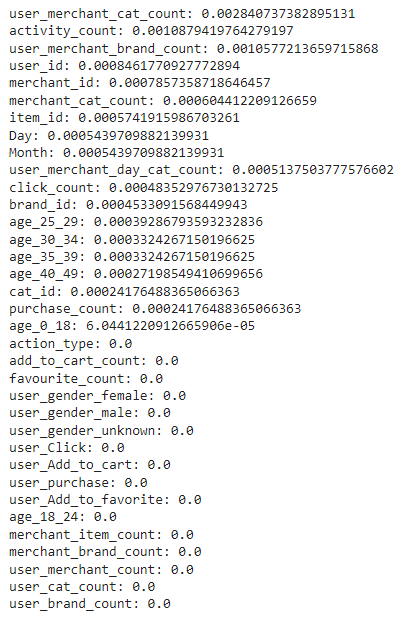 user_merchant_cat_count: 0.002840737382895131
activity_count: 0.0010879419764279197
user_merchant_brand_count: 0.0010577213659715868
user_id: 0.0008461770927772894
merchant_id: 0.0007857358718646457
merchant_cat_count: 0.000604412209126659
item_id: 0.0005741915986703261
Day: 0.0005439709882139931
Month: 0.0005439709882139931
user_merchant_day_cat_count: 0.0005137503777576602
click_count: 0.00048352976730132725
brand_id: 0.0004533091568449943
age_25_29: 0.00039286793593232836
age_30_34: 0.0003324267150196625
age_35_39: 0.0003324267150196625
age_40_49: 0.00027198549410699656
cat_id: 0.00024176488365066363
purchase_count: 0.00024176488365066363
age_0_18: 6.0441220912665906e-05
action_type: 0.0
add_to_cart_count: 0.0
favourite_count: 0.0
user_gender_female: 0.0
user_gender_male: 0.0
user_gender_unknown: 0.0
user_Click: 0.0
user_Add_to_cart: 0.0
user_purchase: 0.0
user_Add_to_favorite: 0.0
age_18_24: 0.0
merchant_item_count: 0.0
merchant_brand_count: 0.0
user_merchant_count: 0.0
user_cat_count: 0.0
user_brand_count: 0.0